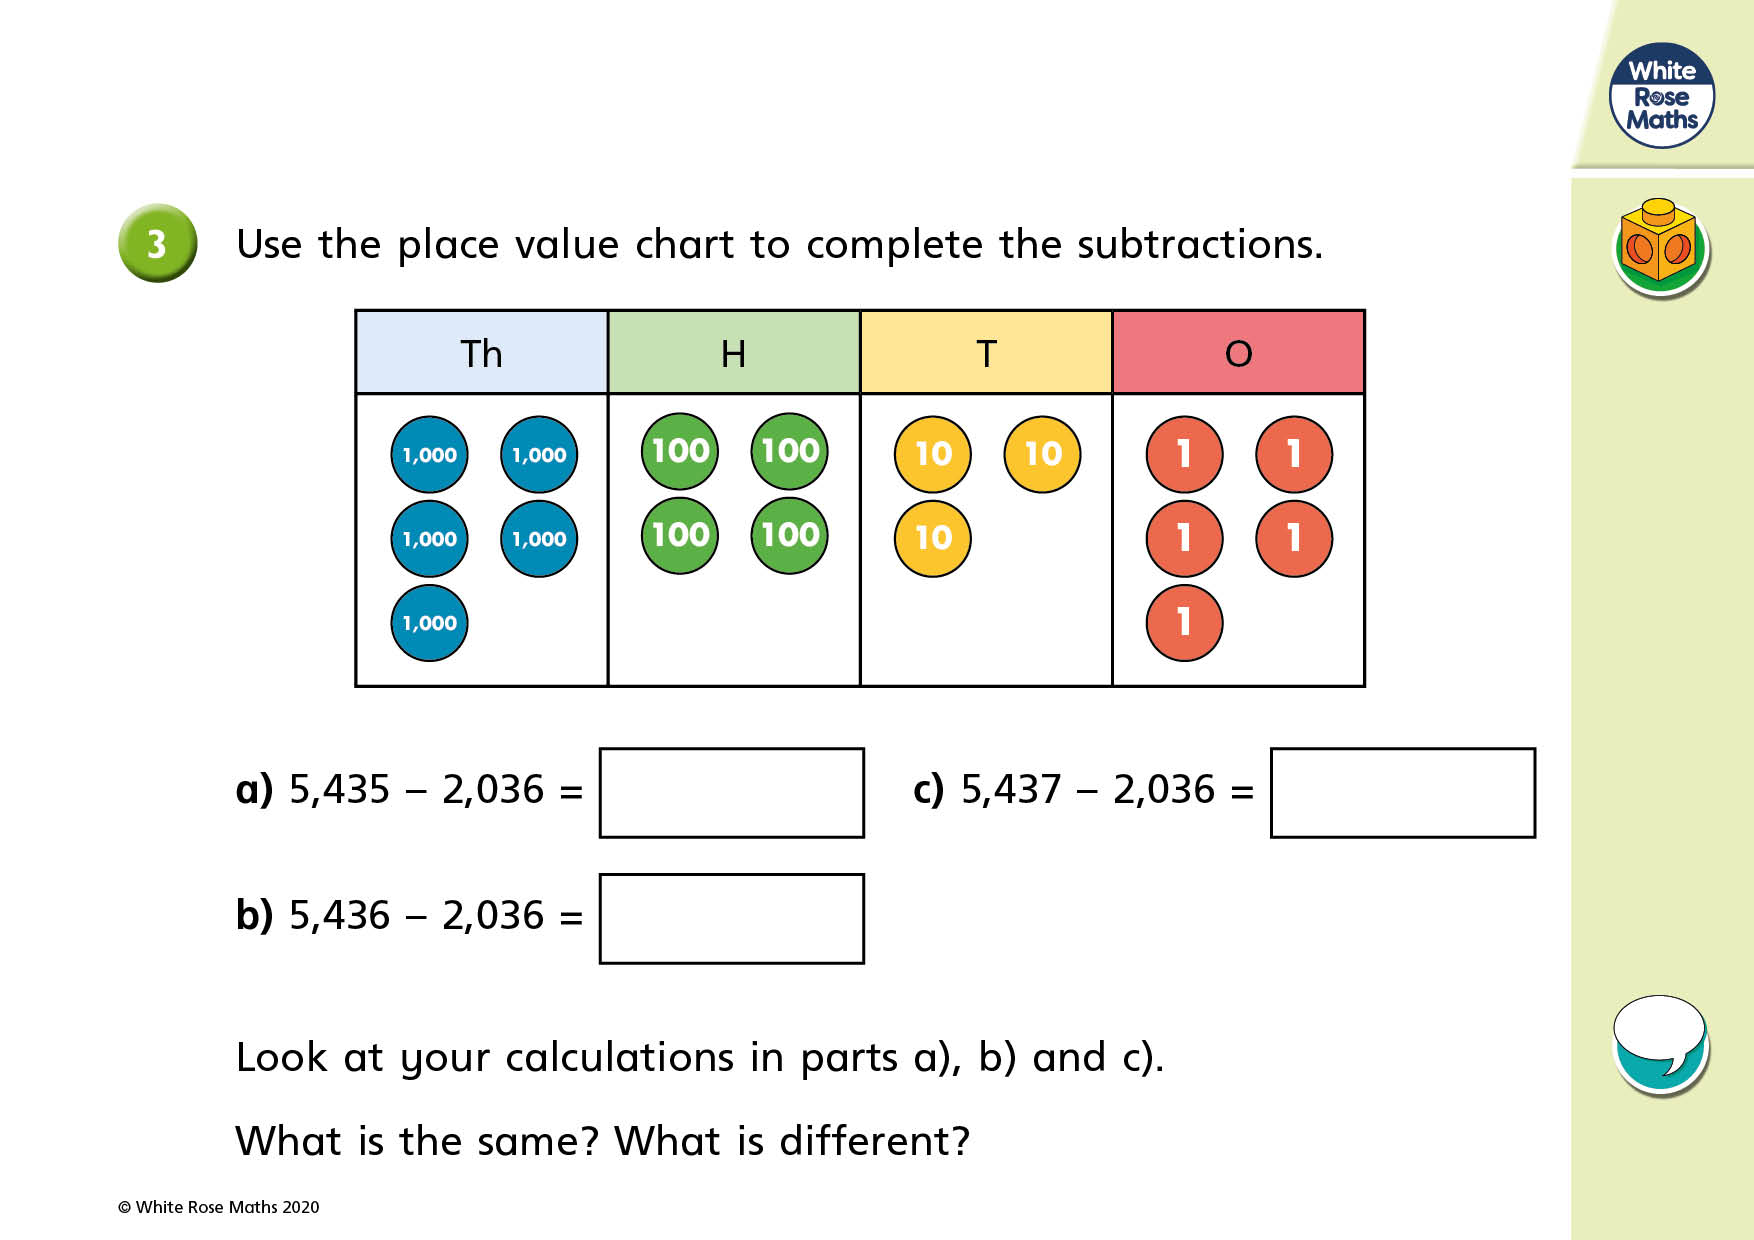 White
Rose
Maths
3 Use the place value chart to complete the subtractions.
Th H T O
1,000 1,000 100 100 10 10 1 1
1,000 1,000 100 100 10 1 1
1,000 1
a) 5,435 – 2,036 = c) 5,437 – 2,036 =
b) 5,436 – 2,036 =
Look at your calculations in parts a), b) and c).
What is the same? What is different?
© White Rose Maths 2020